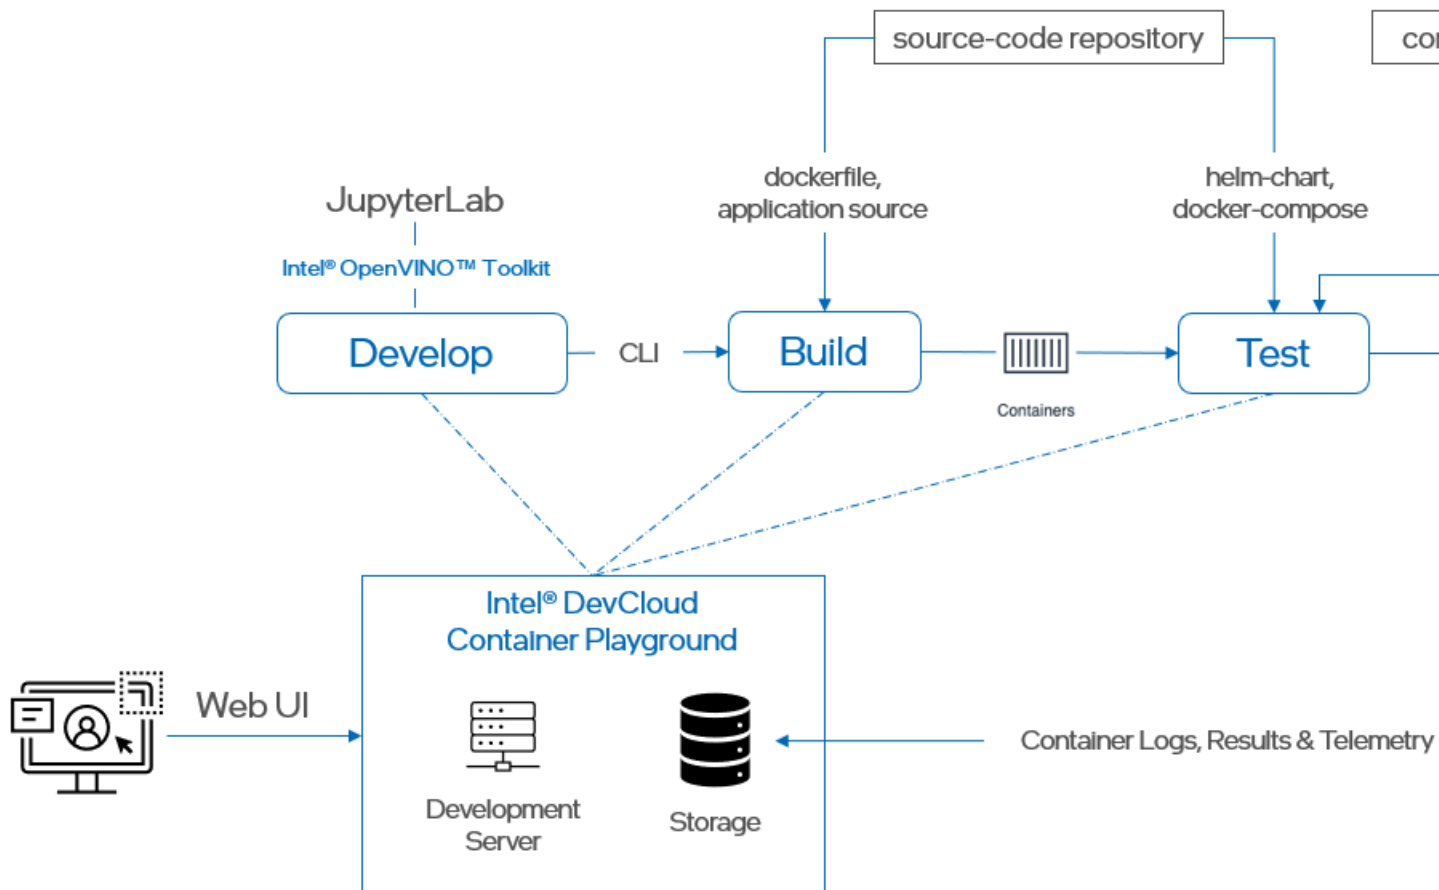 source-code repository
dockerfile,
application source
helm-chart,
docker-compose
JupyterLab
Intel® OpenVINO™ Toolkit
Develop
CLI
Build
Containers
Test
Intel® DevCloud
Container Playground
Web UI
Development
Server
Storage
Container Logs, Results & Telemetry